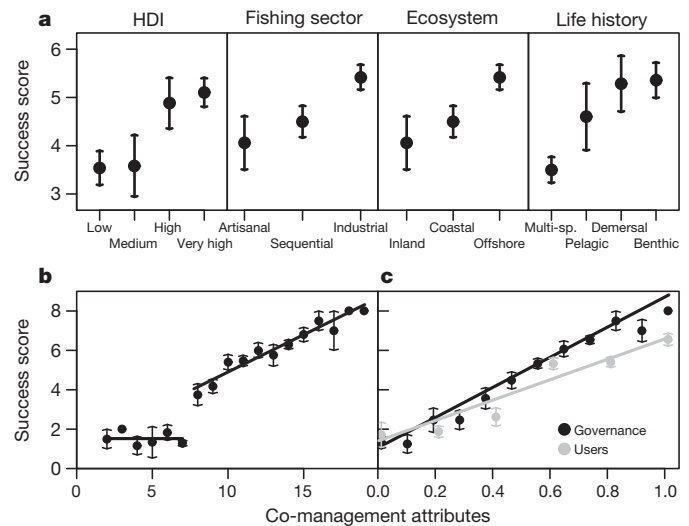 a
HDI Fishing sector Ecosystem Life history
Success score
6
5
4
3
Low High Artisanal Industrial Coastal Multi-sp. Demersal
Medium Very high Sequential Inland Offshore Pelagic Benthic
b c
Success score
8
6
4
2
0
Governance
Users
0 5 10 15 0.0 0.2 0.4 0.6 0.8 1.0
Co-management attributes